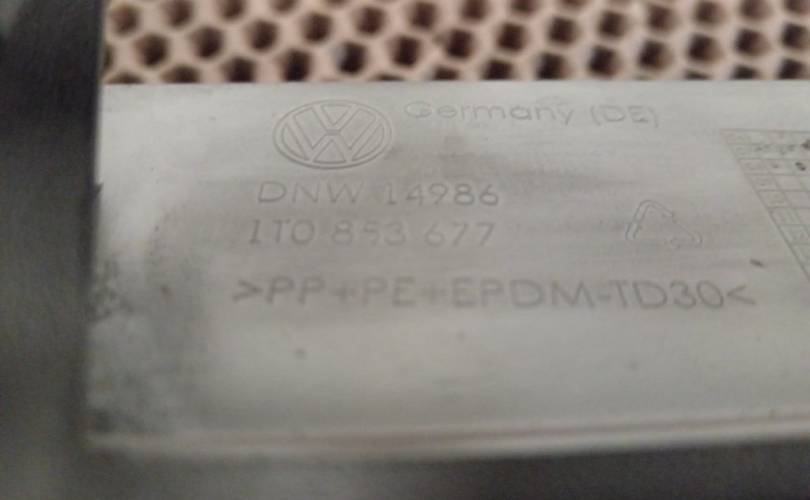 Germany (DE)
DNW 14986
1T0 853 677
>PP+PE+EPDM-TD30<